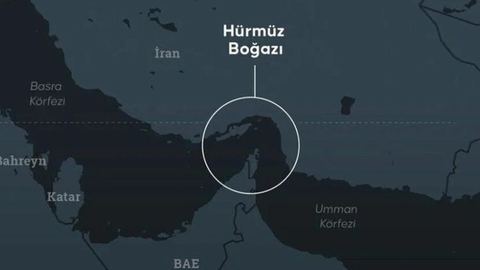 Hürmüz
Boğazı
İran
Basra
Körfezi
Bahreyn
Katar
Umman
Körfezi
BAE